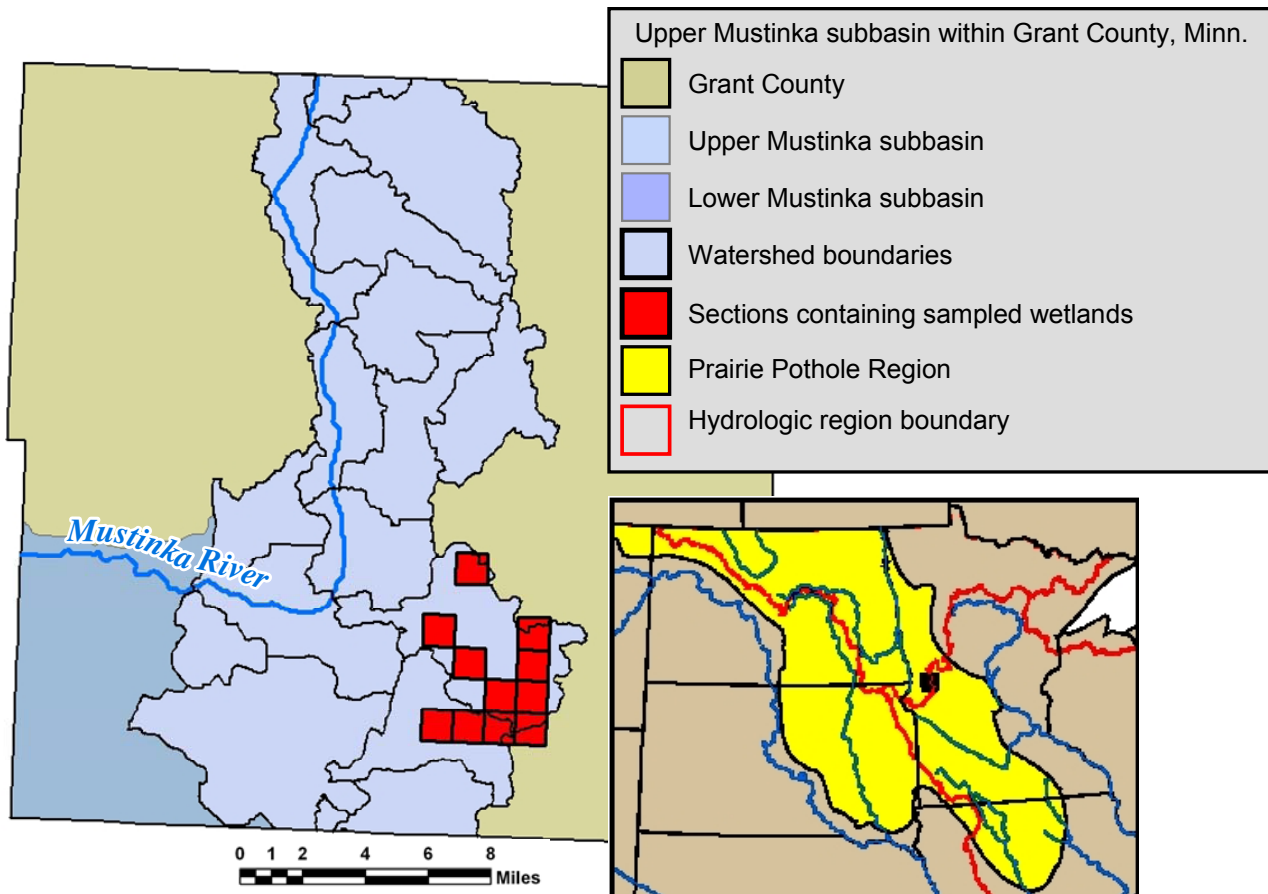 Upper Mustinka subbasin within Grant County, Minn.
Grant County
Upper Mustinka subbasin
Lower Mustinka subbasin
Watershed boundaries
Sections containing sampled wetlands
Prairie Pothole Region
Hydrologic region boundary
Mustinka River
0 1 2 4 6 8
Miles